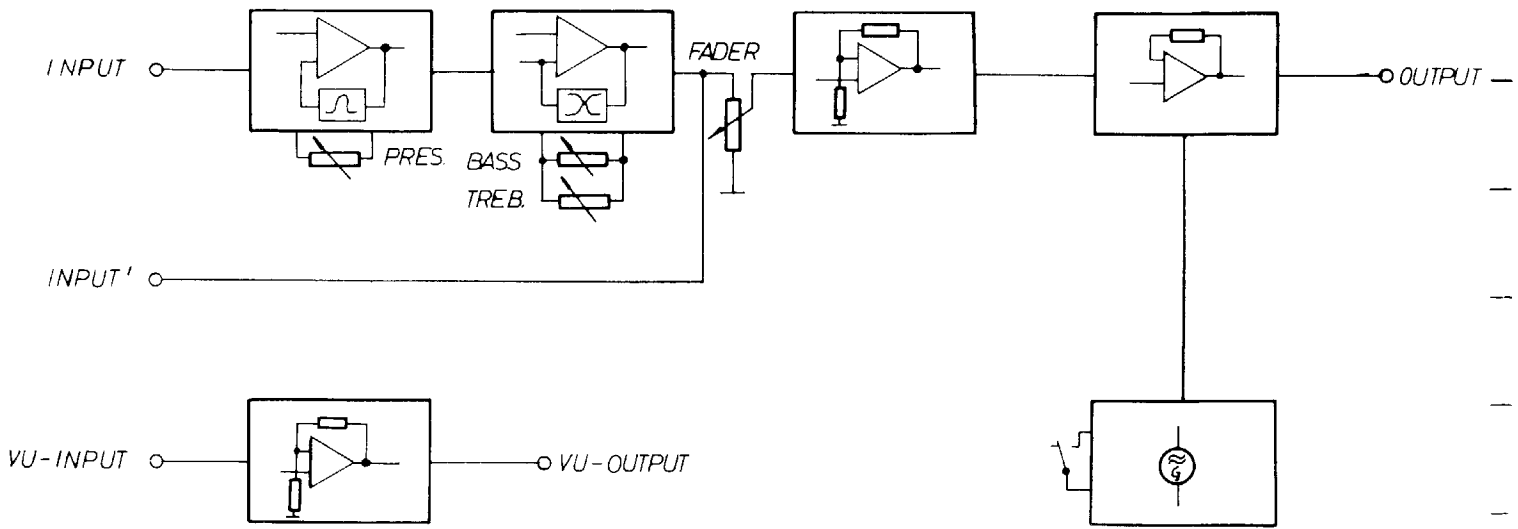 FADER
INPUT
OUTPUT
PRES.
BASS
TREB.
INPUT'
VU-INPUT
VU-OUTPUT
G